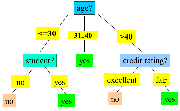 age?
<=30 31..40 >40
student? credit rating?
no yes yes excellent fair
no yes no yes